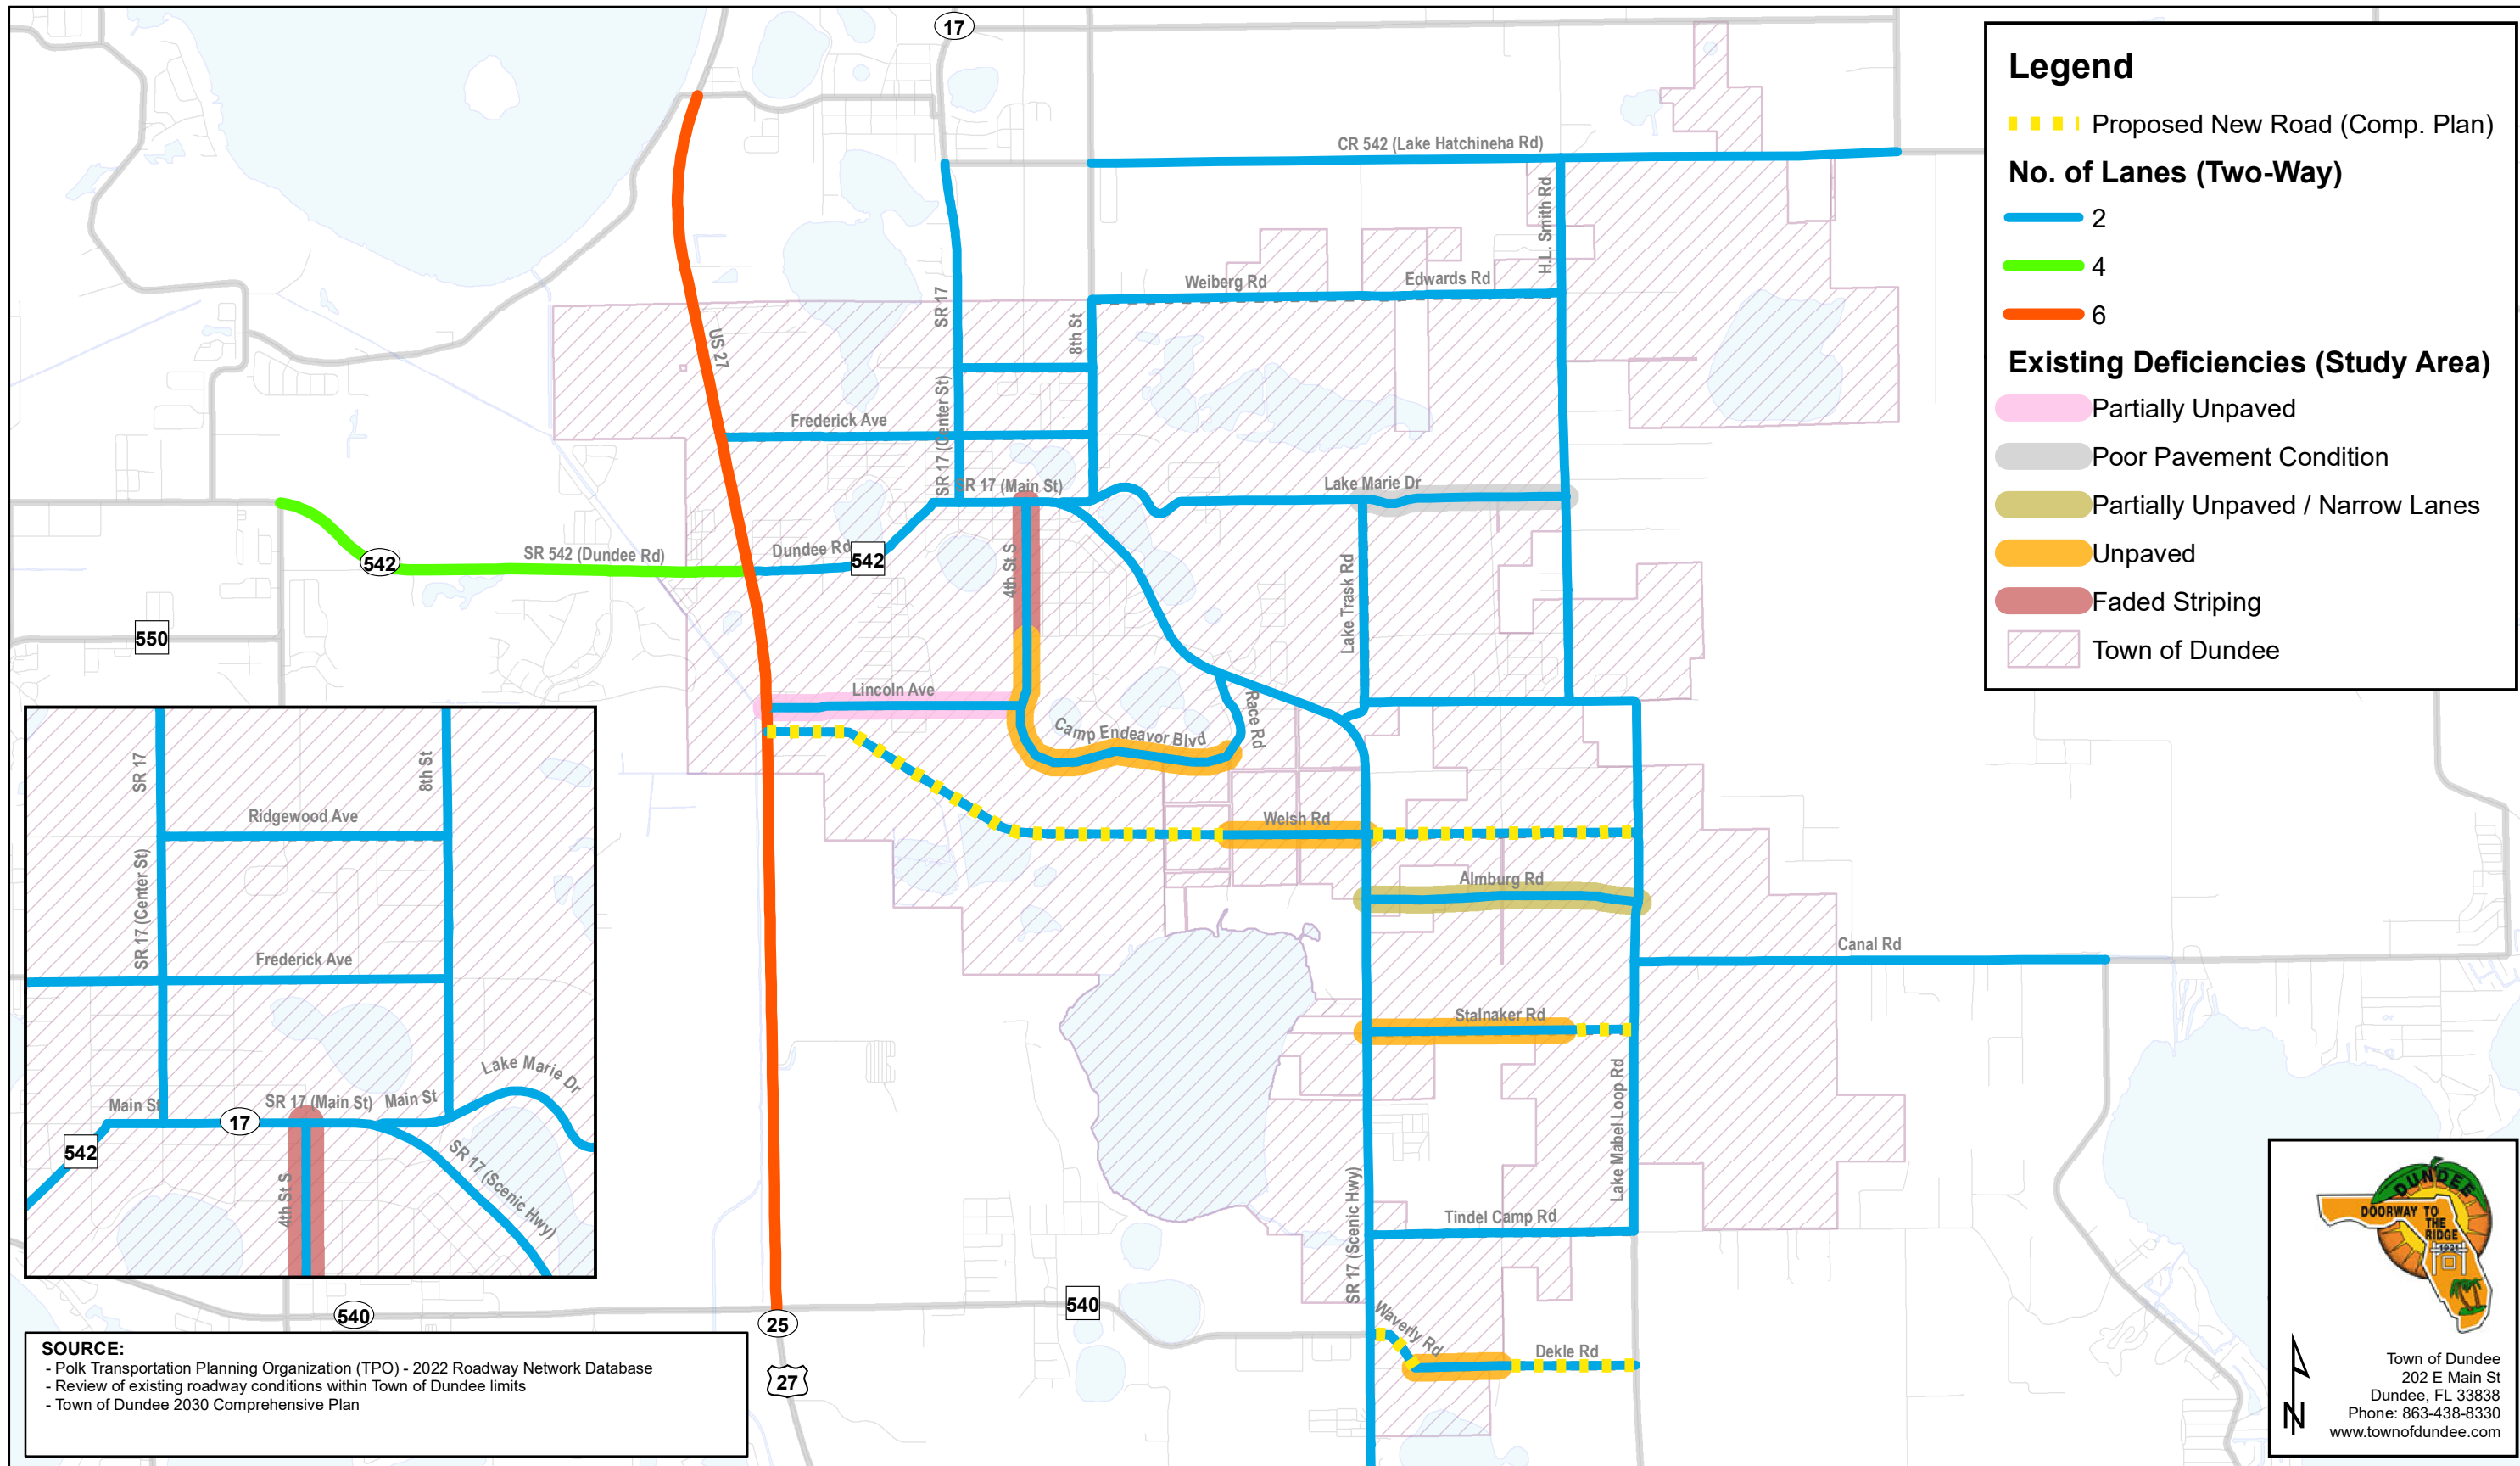 17
CR 542 (Lake Hatchineha Rd)
H.L. Smith Rd
Weiberg Rd
Edwards Rd
SR 17
8th St
US 27
SR 17 (Center St)
Frederick Ave
SR 17 (Main St)
Lake Marie Dr
542
SR 542 (Dundee Rd)
Dundee Rd
542
4th St S
Lake Trask Rd
550
Lincoln Ave
Camp Endeavor Blvd
Race Rd
Welsh Rd
Almburg Rd
Canal Rd
Stalnaker Rd
Lake Mabel Loop Rd
Tindel Camp Rd
SR 17 (Scenic Hwy)
Waverly Rd
Dekle Rd
540
540
25
27
SR 17
8th St
Ridgewood Ave
SR 17 (Center St)
Frederick Ave
Lake Marie Dr
Main St
SR 17 (Main St)
Main St
17
542
4th St S
SR 17 (Scenic Hwy)
Legend
Proposed New Road (Comp. Plan)
No. of Lanes (Two-Way)
2
4
6
Existing Deficiencies (Study Area)
Partially Unpaved
Poor Pavement Condition
Partially Unpaved / Narrow Lanes
Unpaved
Faded Striping
Town of Dundee
SOURCE:
- Polk Transportation Planning Organization (TPO) - 2022 Roadway Network Database
- Review of existing roadway conditions within Town of Dundee limits
- Town of Dundee 2030 Comprehensive Plan
DUNDEE
DOORWAY TO
THE
RIDGE
N
Town of Dundee
202 E Main St
Dundee, FL 33838
Phone: 863-438-8330
www.townofdundee.com